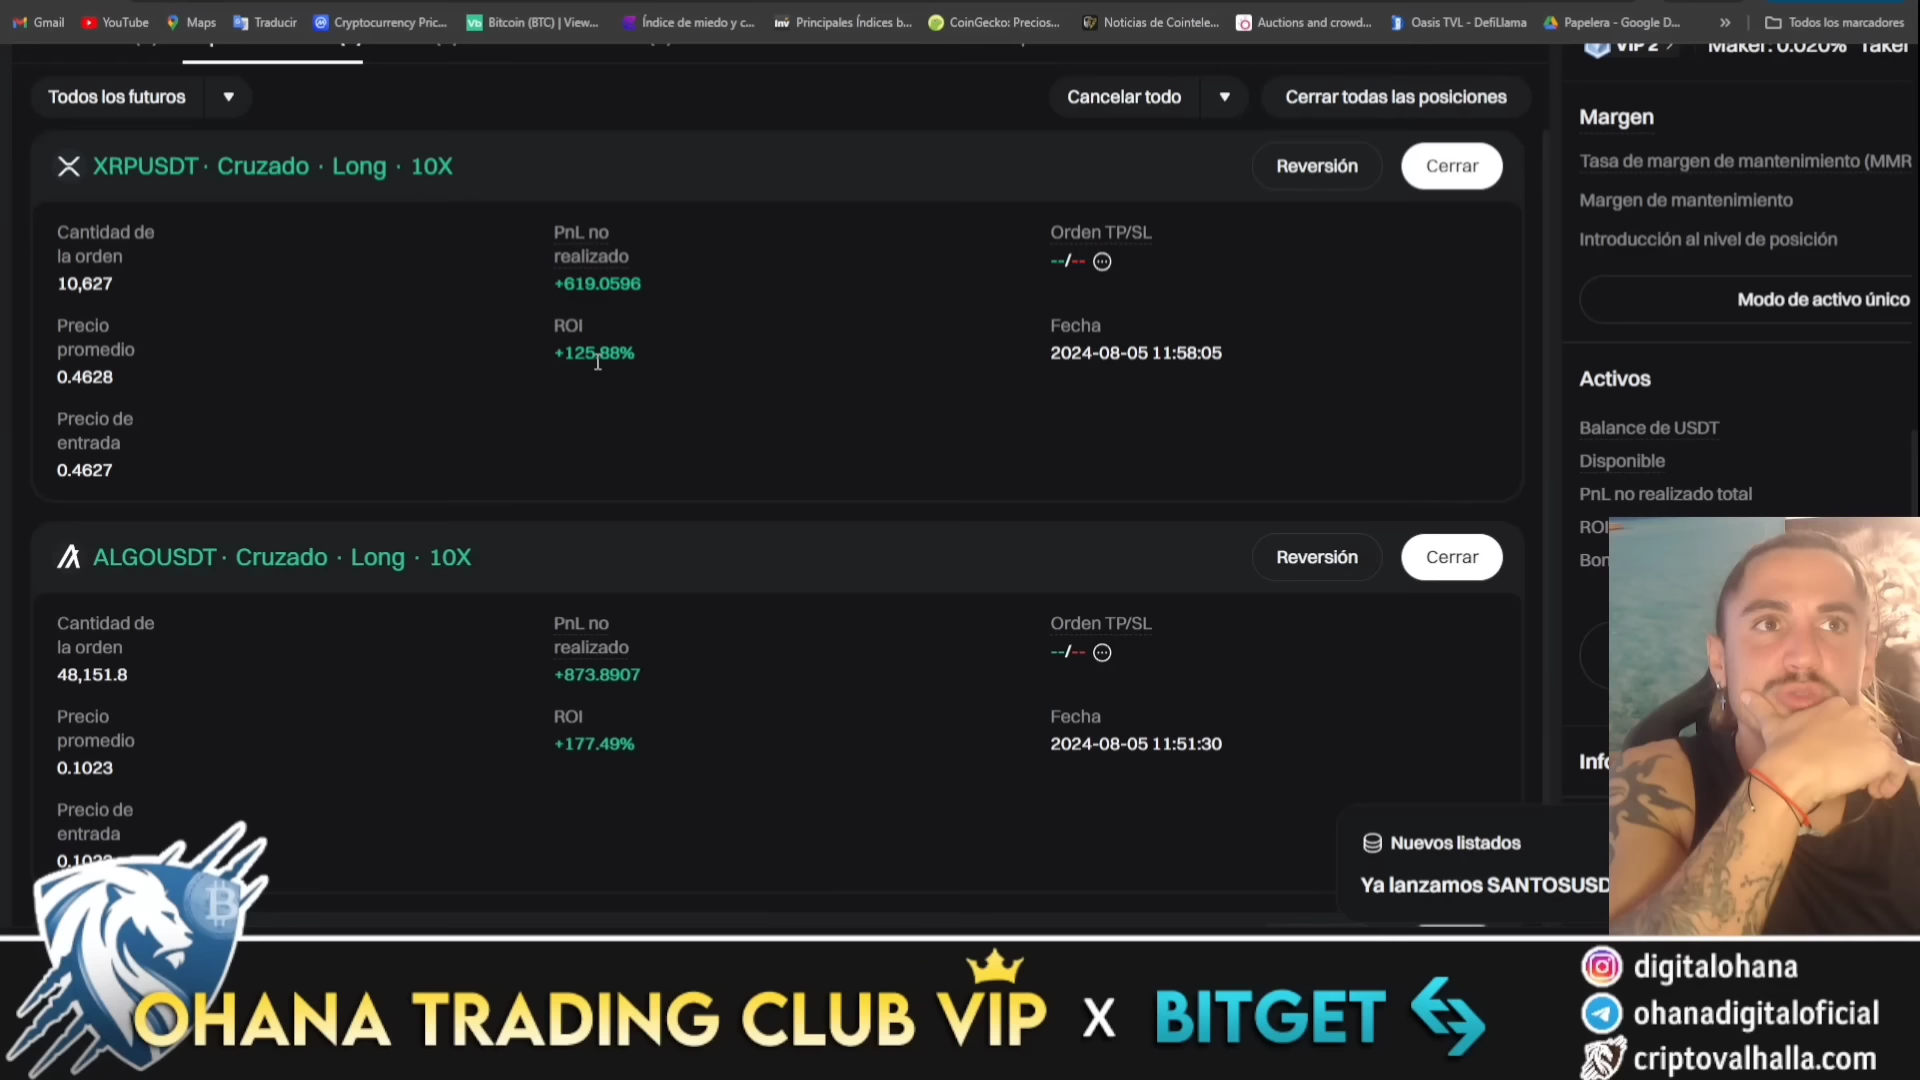 Gmail YouTube Maps Traducir Cryptocurrency Pric... Bitcoin (BTC) | View... Índice de miedo y c... Principales Índices b... CoinGecko: Precios... Noticias de Cointele... Auctions and crowd... Oasis TVL - DefiLlama Papelera - Google D... » Todos los marcadores
VIP 2 > Maker: 0.020% Taker
Todos los futuros Cancelar todo Cerrar todas las posiciones
XRPUSDT · Cruzado · Long · 10X Reversión Cerrar
Cantidad de
la orden
10,627
PnL no
realizado
+619.0596
Orden TP/SL
--/--
Precio
promedio
0.4628
ROI
+125.88%
Fecha
2024-08-05 11:58:05
Precio de
entrada
0.4627
ALGOUSDT · Cruzado · Long · 10X Reversión Cerrar
Cantidad de
la orden
48,151.8
PnL no
realizado
+873.8907
Orden TP/SL
--/--
Precio
promedio
0.1023
ROI
+177.49%
Fecha
2024-08-05 11:51:30
Precio de
entrada
Margen
Tasa de margen de mantenimiento (MMR
Margen de mantenimiento
Introducción al nivel de posición
Modo de activo único
Activos
Balance de USDT
Disponible
PnL no realizado total
ROI
Nuevos listados
Ya lanzamos SANTOSUSD
OHANA TRADING CLUB VIP X BITGET
digitalohana
ohanadigitaloficial
criptovalhalla.com